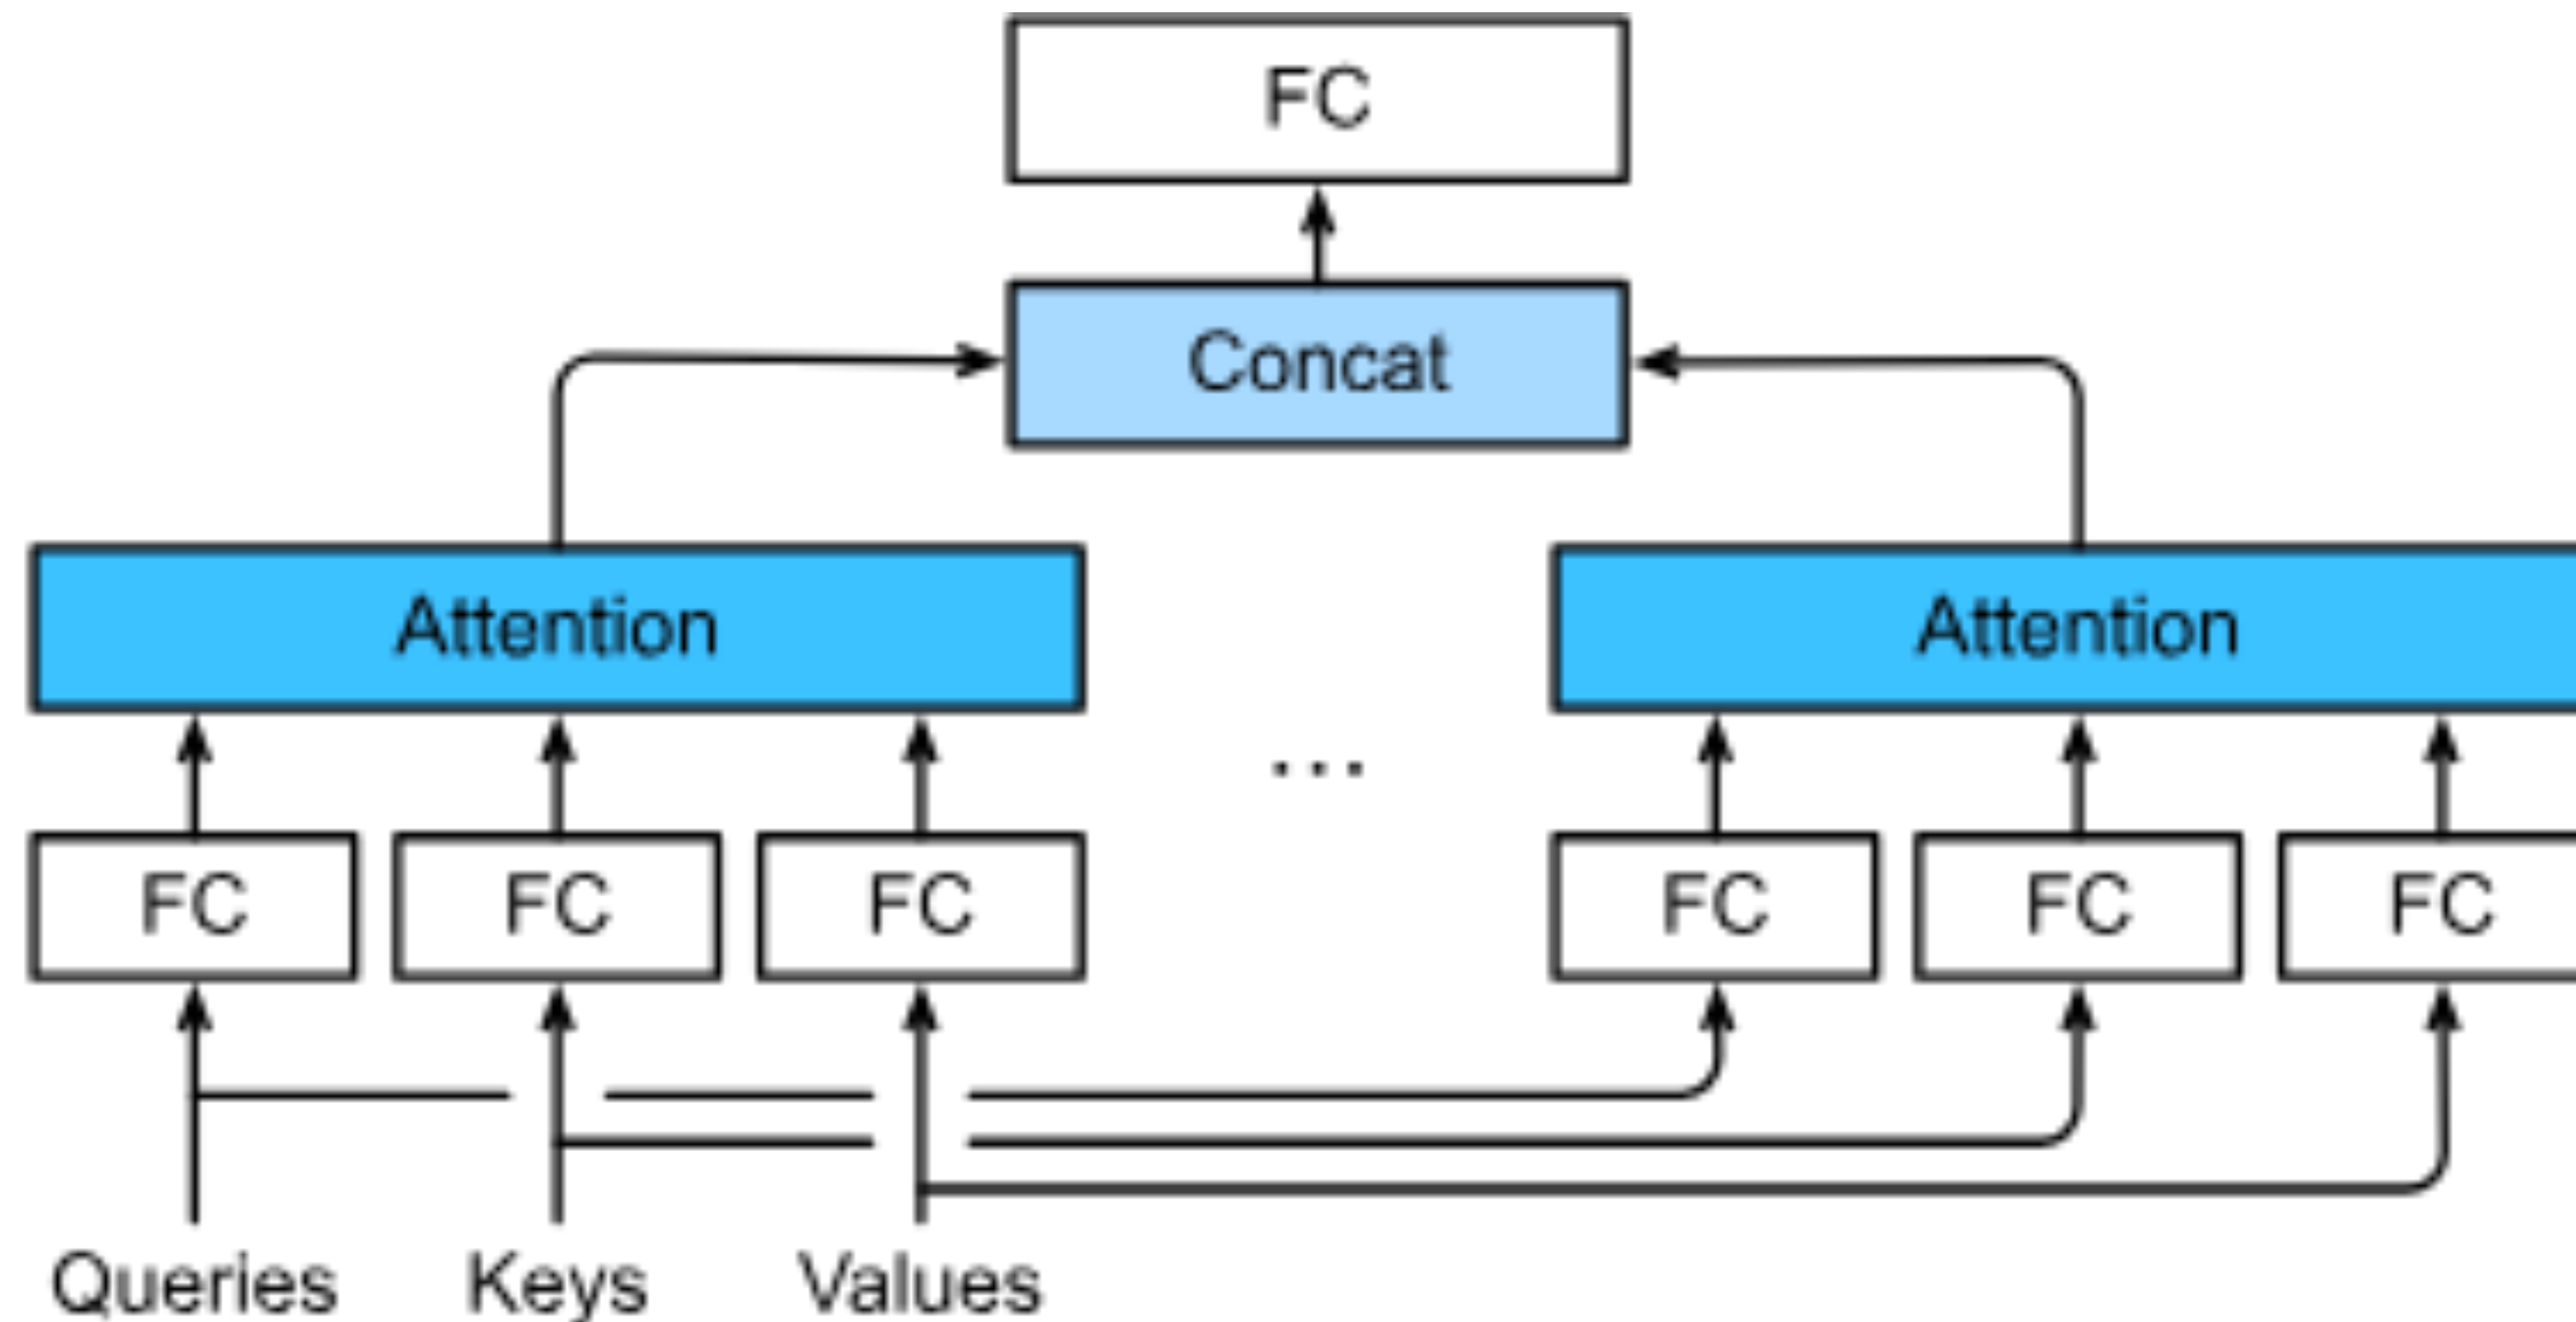 FC
Concat
Attention Attention
...
FC FC FC FC FC FC
Queries Keys Values